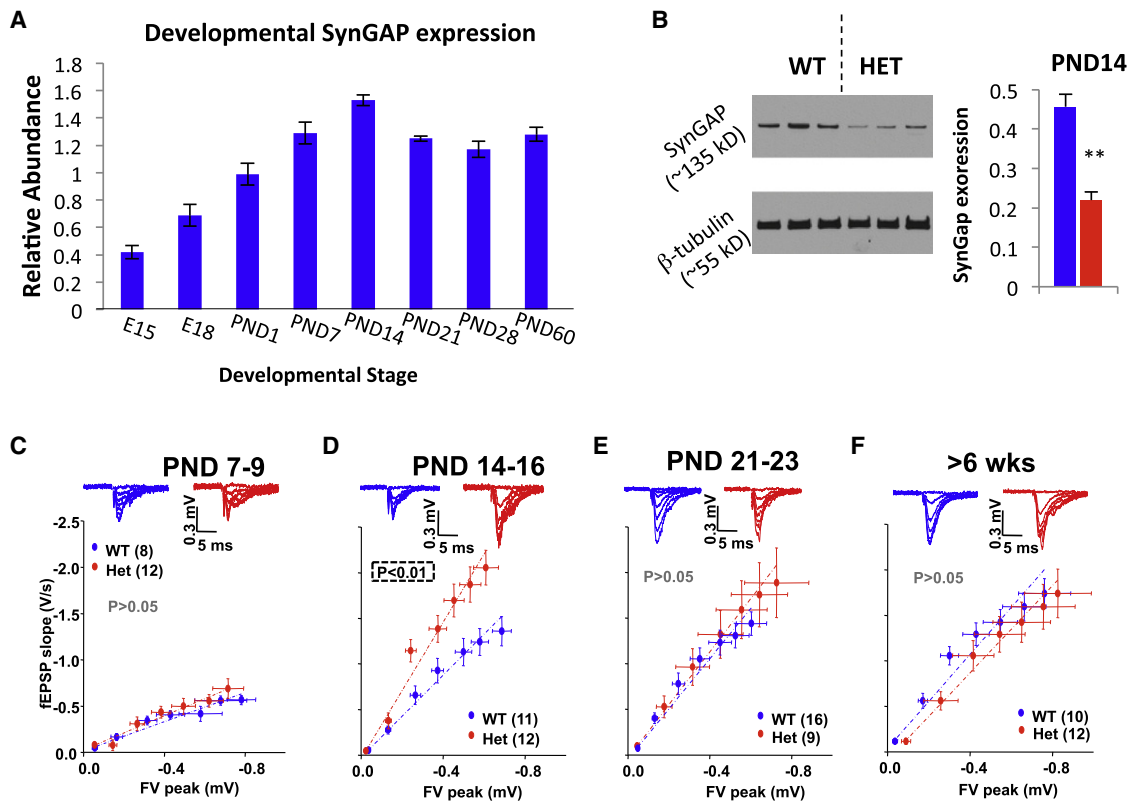 A
Developmental SynGAP expression
Relative Abundance
1.8
1.6
1.4
1.2
1
0.8
0.6
0.4
0.2
0
E15 E18 PND1 PND7 PND14 PND21 PND28 PND60
Developmental Stage
B
WT HET
SynGAP
(~135 kD)
β-tubulin
(~55 kD)
PND14
SynGap exoression
0.5
0.4
0.3
0.2
0.1
0
**
C
PND 7-9
0.3 mV
5 ms
fEPSP slope (V/s)
-2.5
-2.0
-1.5
-1.0
-0.5
0.0
WT (8)
Het (12)
P>0.05
0.0 -0.4 -0.8
FV peak (mV)
D
PND 14-16
0.3 mV
5 ms
P<0.01
WT (11)
Het (12)
0.0 -0.4 -0.8
FV peak (mV)
E
PND 21-23
0.3 mV
5 ms
P>0.05
WT (16)
Het (9)
0.0 -0.4 -0.8
FV peak (mV)
F
>6 wks
0.3 mV
5 ms
P>0.05
WT (10)
Het (12)
0.0 -0.4 -0.8
FV peak (mV)